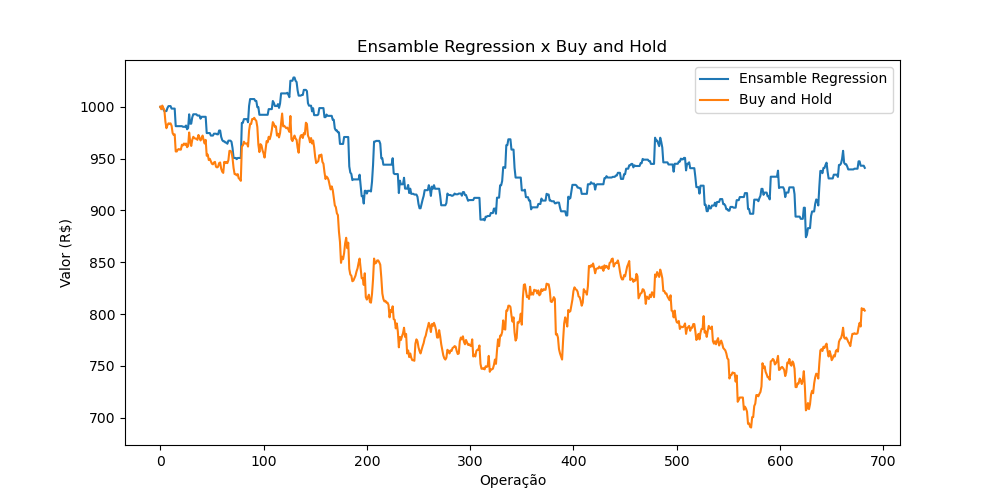 Ensamble Regression x Buy and Hold
Ensamble Regression
Buy and Hold
Valor (R$)
1000
950
900
850
800
750
700
0 100 200 300 400 500 600 700
Operação